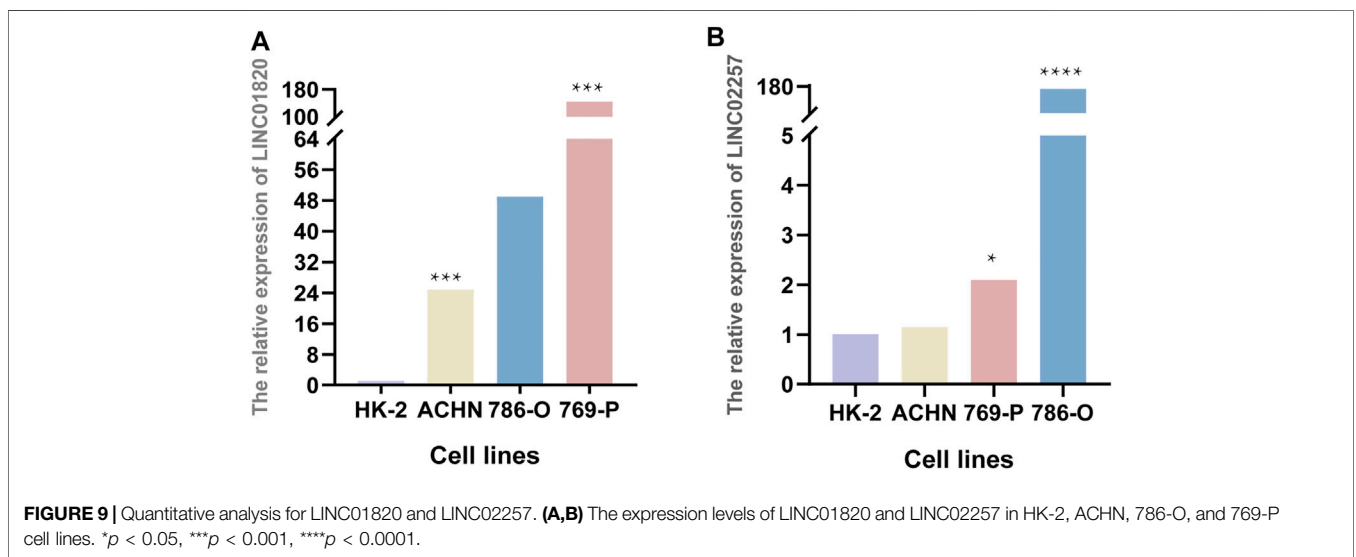 A
The relative expression of LINC01820
180
100
64
56
48
40
32
24
16
8
0
***
***
HK-2 ACHN 786-O 769-P
Cell lines
B
The relative expression of LINC02257
180
5
4
3
2
1
0
*
****
HK-2 ACHN 769-P 786-O
Cell lines
FIGURE 9 | Quantitative analysis for LINC01820 and LINC02257. (A,B) The expression levels of LINC01820 and LINC02257 in HK-2, ACHN, 786-O, and 769-P
cell lines. *p < 0.05, ***p < 0.001, ****p < 0.0001.